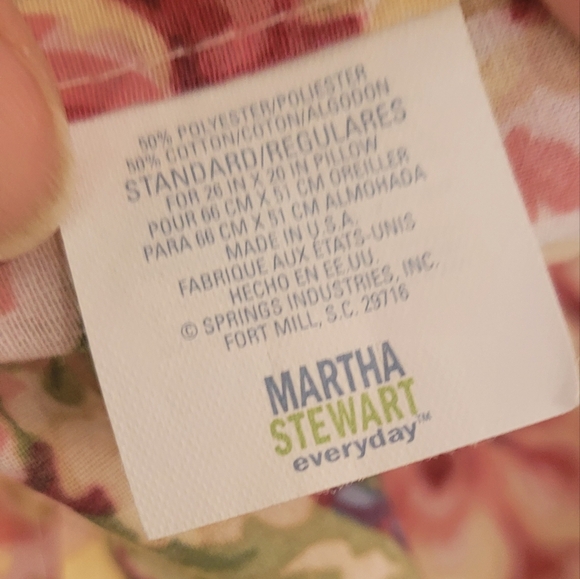 50% POLYESTER/POLIESTER
50% COTTON/COTON/ALGODON
STANDARD/REGULARES
FOR 26 IN X 20 IN PILLOW
POUR 66 CM X 51 CM OREILLER
PARA 66 CM X 51 CM ALMOHADA
MADE IN U.S.A.
FABRIQUE AUX ETATS-UNIS
HECHO EN EE.UU.
© SPRINGS INDUSTRIES, INC.
FORT MILL, S.C. 29716
MARTHA
STEWART
everyday™